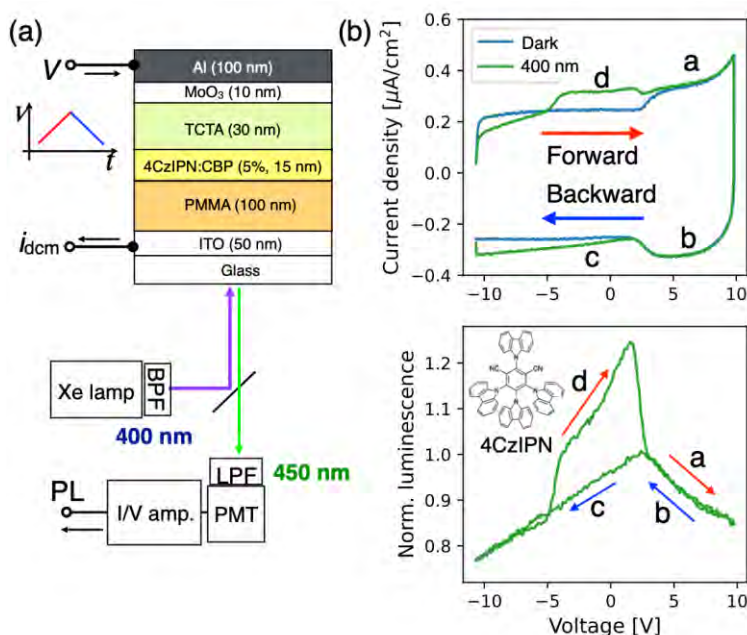 (a)
V
V
t
Al (100 nm)
MoO₃ (10 nm)
TCTA (30 nm)
4CzIPN:CBP (5%, 15 nm)
PMMA (100 nm)
ITO (50 nm)
Glass
i_dcm
Xe lamp
BPF
400 nm
LPF
450 nm
PL
I/V amp.
PMT
(b)
Current density [μA/cm²]
0.4
0.2
0.0
−0.2
−0.4
Dark
400 nm
d
a
Forward
Backward
c
b
−10
−5
0
5
10
Norm. luminescence
1.2
1.1
1.0
0.9
0.8
NC
CN
N
N
N
N
4CzIPN
d
a
c
b
−10
−5
0
5
10
Voltage [V]